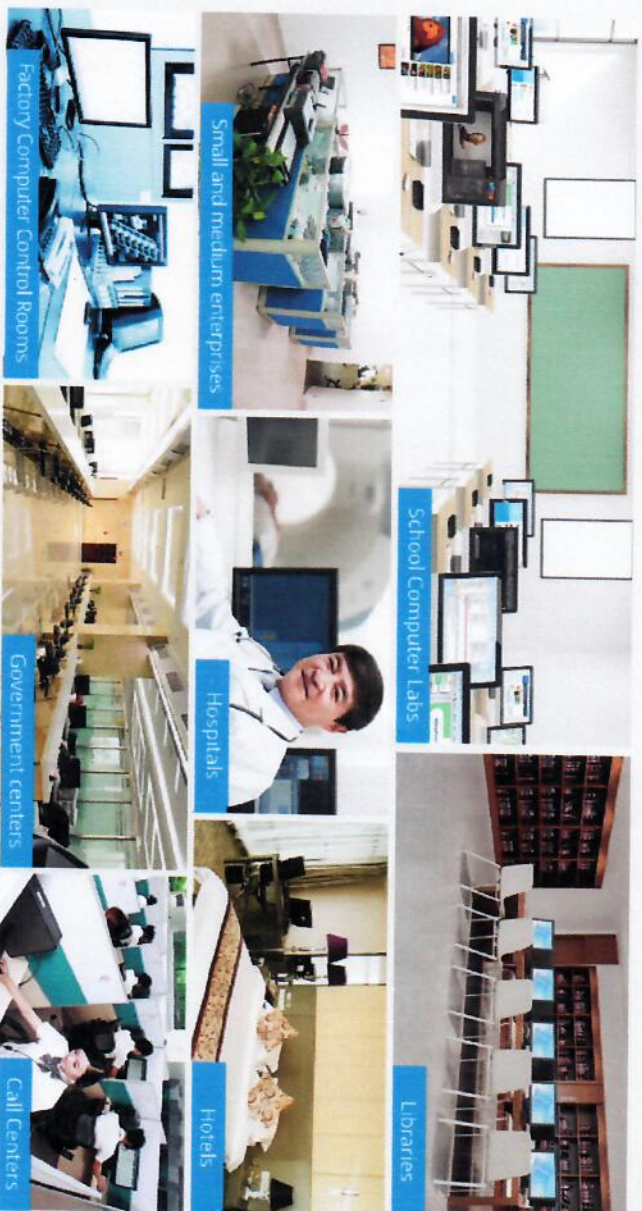 School Computer Labs
Libraries
Small and medium enterprises
Hospitals
Hotels
Factory Computer Control Rooms
Government centers
Call Centers